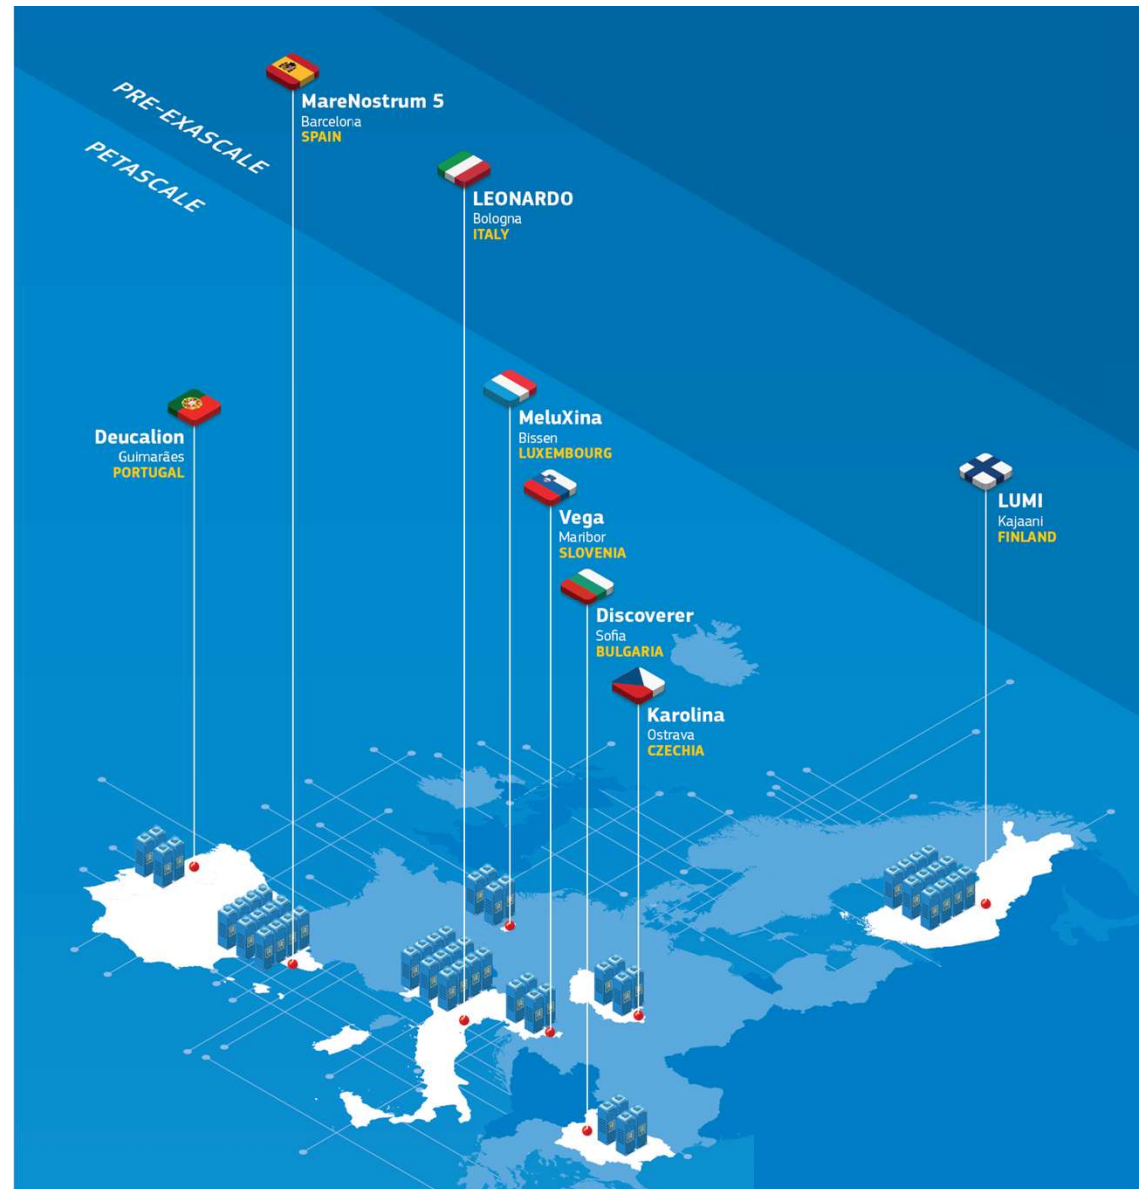 PRE-EXASCALE
PETASCALE
MareNostrum 5
Barcelona
SPAIN
LEONARDO
Bologna
ITALY
MeluXina
Bissen
LUXEMBOURG
Deucalion
Guimarães
PORTUGAL
Vega
Maribor
SLOVENIA
LUMI
Kajaani
FINLAND
Discoverer
Sofia
BULGARIA
Karolina
Ostrava
CZECHIA